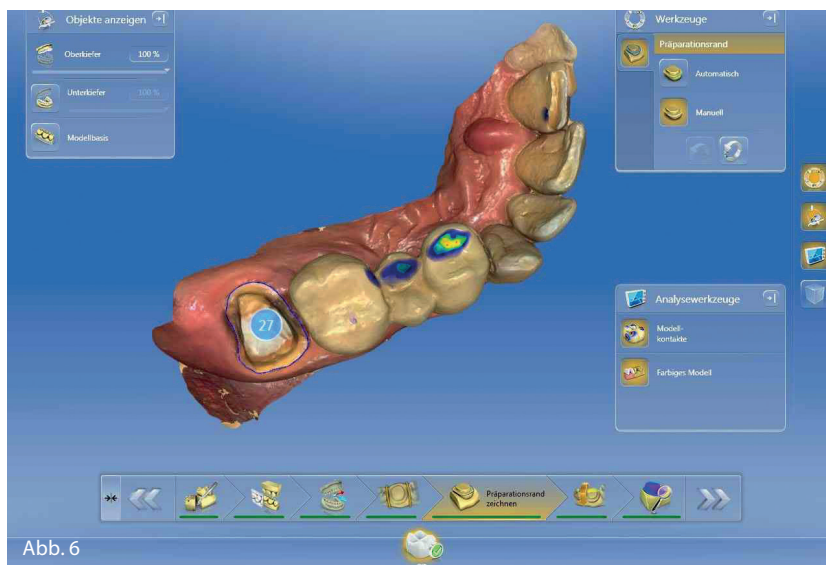 Objekte anzeigen
Oberkiefer 100 %
Unterkiefer 100 %
Modellbasis
Werkzeuge
Präparationsrand
Automatisch
Manuell
27
Analysewerkzeuge
Modell-
kontakte
Farbiges Modell
Präparationsrand
zeichnen
Abb. 6